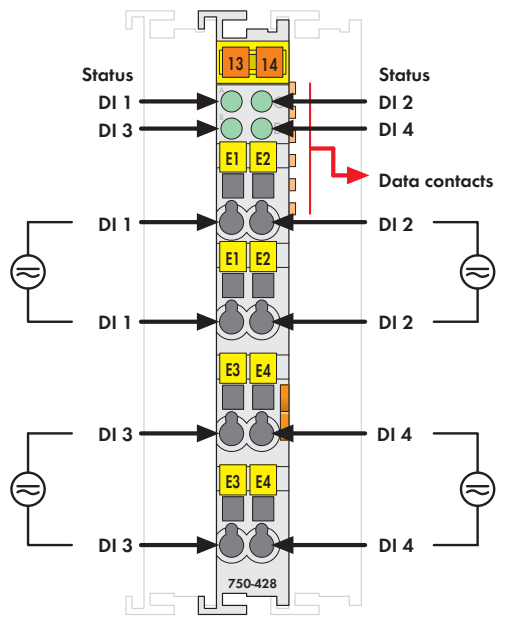 13 14
Status Status
DI 1 DI 2
DI 3 DI 4
E1 E2
Data contacts
DI 1 DI 2
E1 E2
DI 1 DI 2
E3 E4
DI 3 DI 4
E3 E4
DI 3 DI 4
750-428